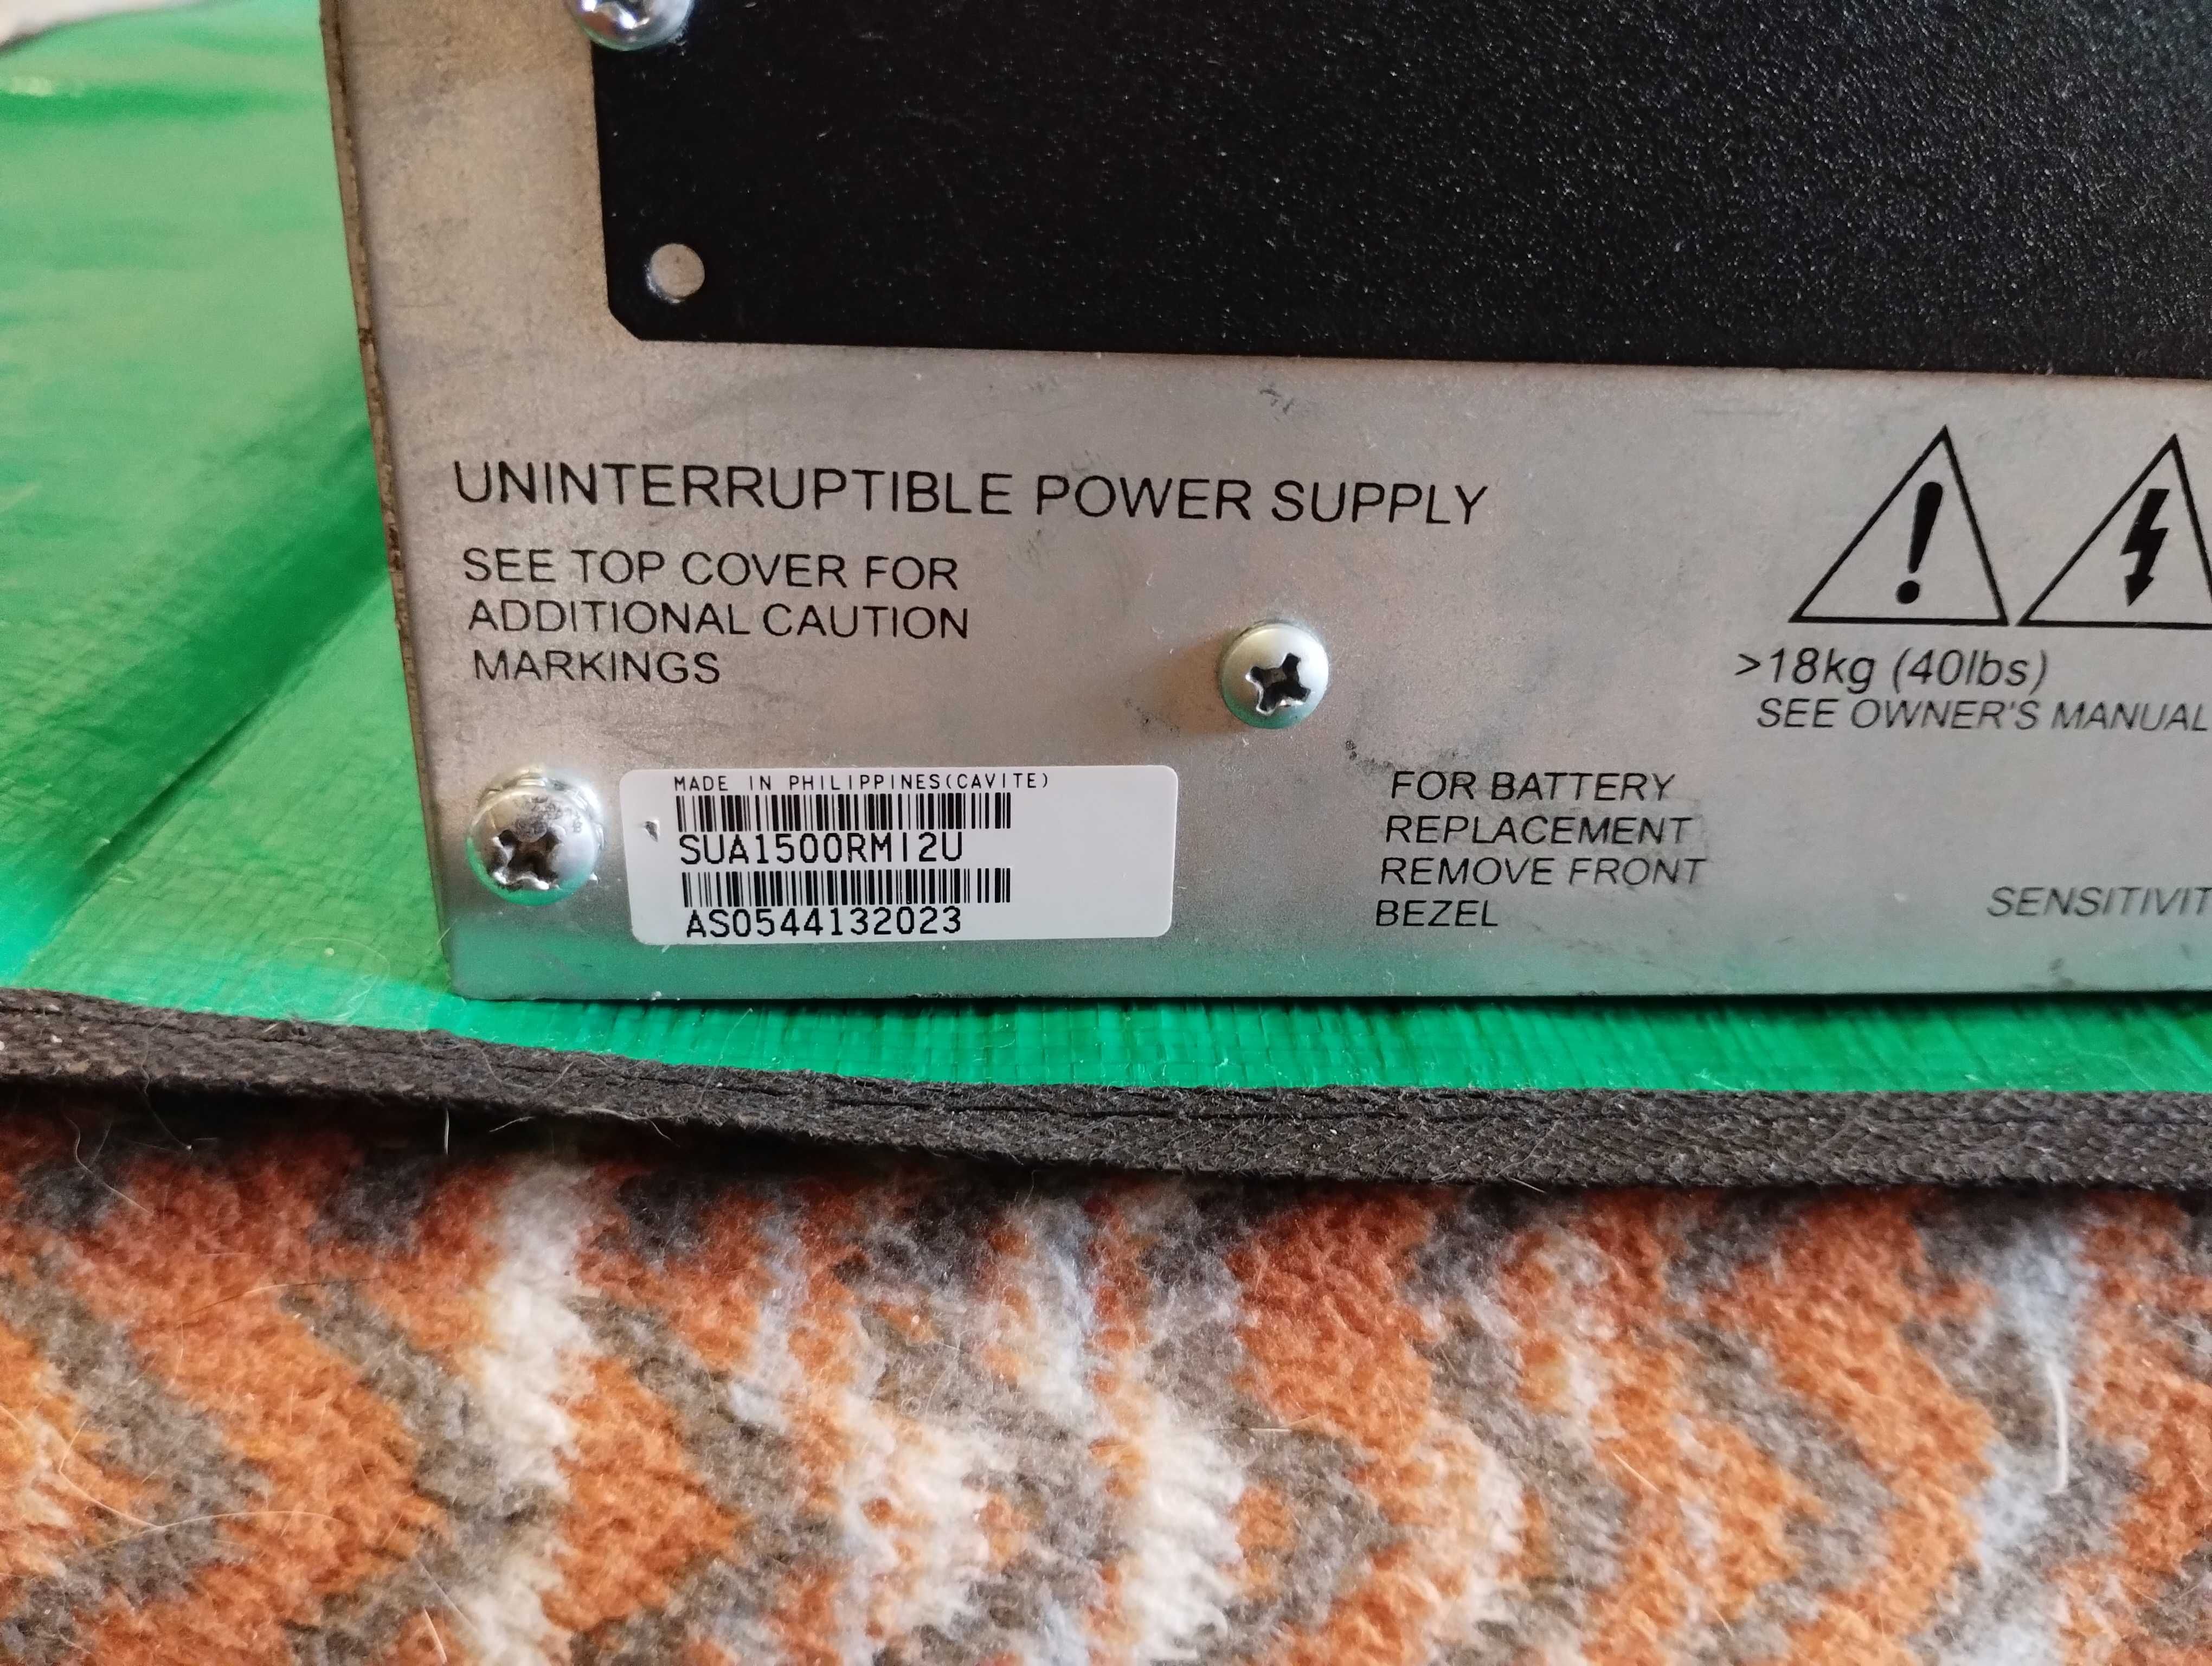 UNINTERRUPTIBLE POWER SUPPLY
SEE TOP COVER FOR
ADDITIONAL CAUTION
MARKINGS
>18kg (40lbs)
SEE OWNER'S MANUAL
MADE IN PHILIPPINES(CAVITE)
SUA1500RMI2U
AS0544132023
FOR BATTERY
REPLACEMENT
REMOVE FRONT
BEZEL
SENSITIVIT